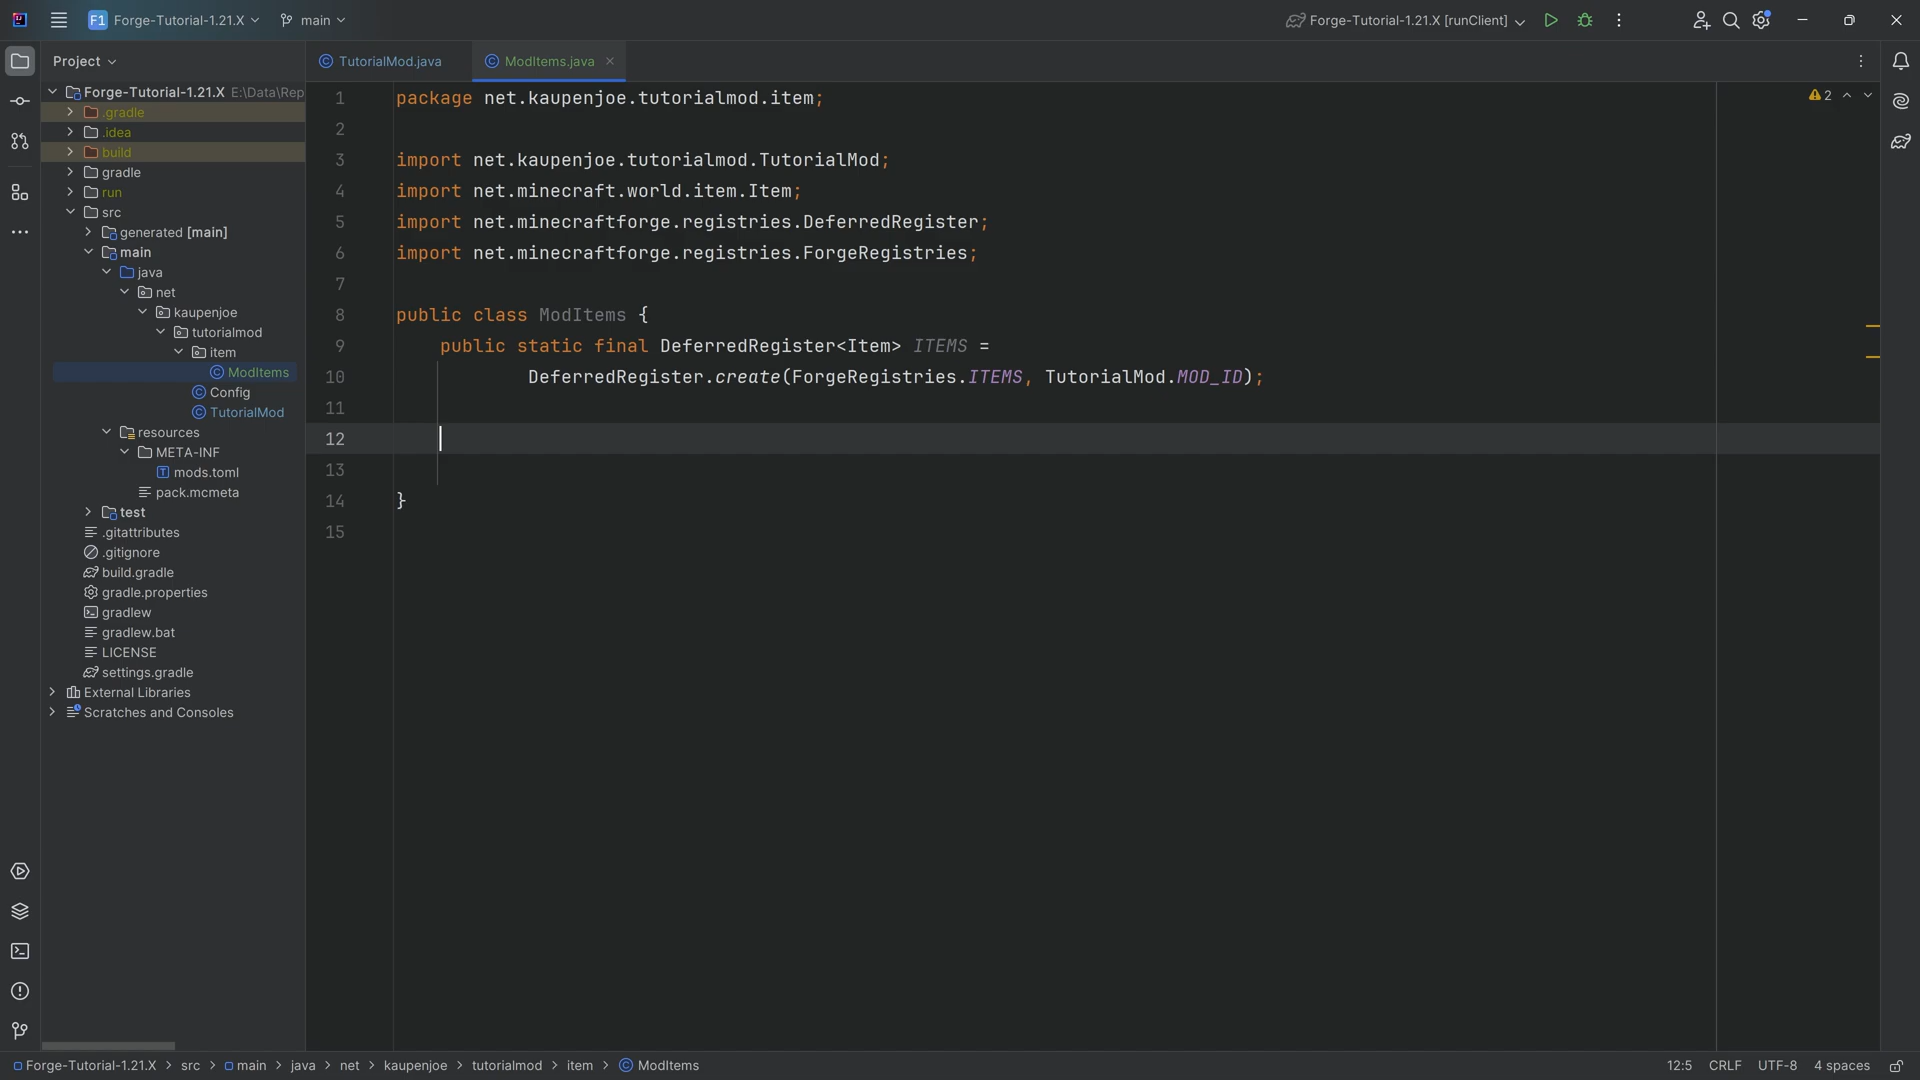 F1 Forge-Tutorial-1.21.X main Forge-Tutorial-1.21.X [runClient]
Project
Forge-Tutorial-1.21.X E:\Data\Rep
.gradle
.idea
build
gradle
run
src
generated [main]
main
java
net
kaupenjoe
tutorialmod
item
ModItems
Config
TutorialMod
resources
META-INF
mods.toml
pack.mcmeta
test
.gitattributes
.gitignore
build.gradle
gradle.properties
gradlew
gradlew.bat
LICENSE
settings.gradle
External Libraries
Scratches and Consoles
TutorialMod.java ModItems.java
2
1 package net.kaupenjoe.tutorialmod.item;
2
3 import net.kaupenjoe.tutorialmod.TutorialMod;
4 import net.minecraft.world.item.Item;
5 import net.minecraftforge.registries.DeferredRegister;
6 import net.minecraftforge.registries.ForgeRegistries;
7
8 public class ModItems {
9 public static final DeferredRegister<Item> ITEMS =
10 DeferredRegister.create(ForgeRegistries.ITEMS, TutorialMod.MOD_ID);
11
12
13
14 }
15
Forge-Tutorial-1.21.X > src > main > java > net > kaupenjoe > tutorialmod > item > ModItems 12:5 CRLF UTF-8 4 spaces